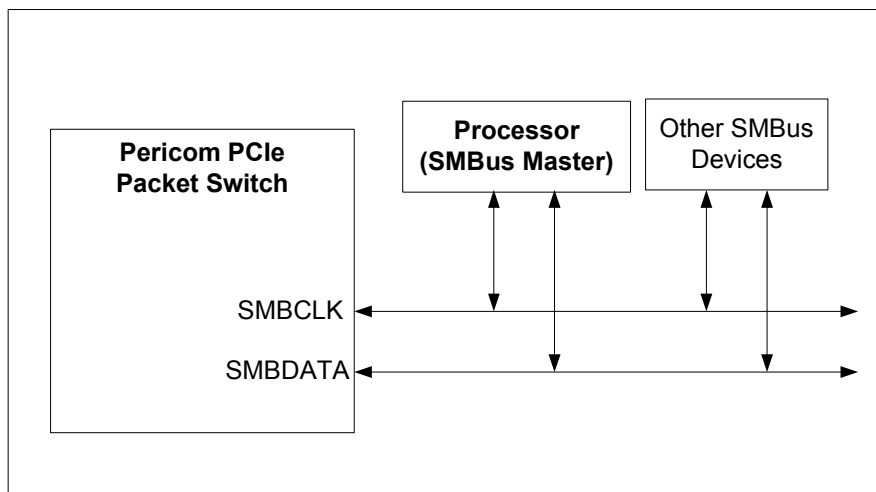 Pericom PCIe
Packet Switch
Processor
(SMBus Master)
Other SMBus
Devices
SMBCLK
SMBDATA